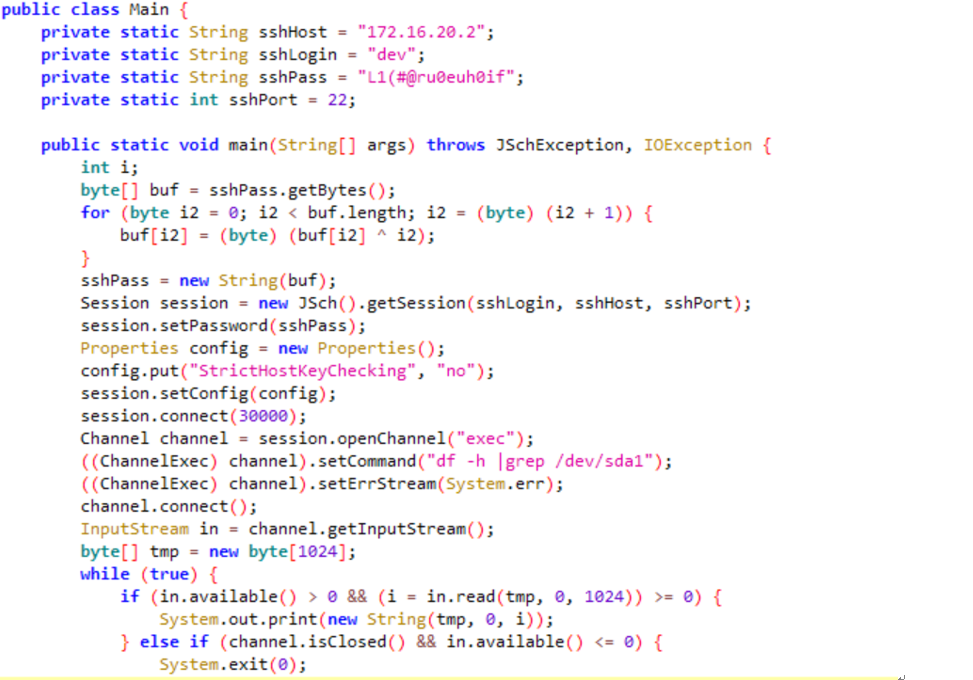 public class Main {
    private static String sshHost = "172.16.20.2";
    private static String sshLogin = "dev";
    private static String sshPass = "L1(#@ru0euh0if";
    private static int sshPort = 22;

    public static void main(String[] args) throws JSchException, IOException {
        int i;
        byte[] buf = sshPass.getBytes();
        for (byte i2 = 0; i2 < buf.length; i2 = (byte) (i2 + 1)) {
            buf[i2] = (byte) (buf[i2] ^ i2);
        }
        sshPass = new String(buf);
        Session session = new JSch().getSession(sshLogin, sshHost, sshPort);
        session.setPassword(sshPass);
        Properties config = new Properties();
        config.put("StrictHostKeyChecking", "no");
        session.setConfig(config);
        session.connect(30000);
        Channel channel = session.openChannel("exec");
        ((ChannelExec) channel).setCommand("df -h |grep /dev/sda1");
        ((ChannelExec) channel).setErrStream(System.err);
        channel.connect();
        InputStream in = channel.getInputStream();
        byte[] tmp = new byte[1024];
        while (true) {
            if (in.available() > 0 && (i = in.read(tmp, 0, 1024)) >= 0) {
                System.out.print(new String(tmp, 0, i));
            } else if (channel.isClosed() && in.available() <= 0) {
                System.exit(0);